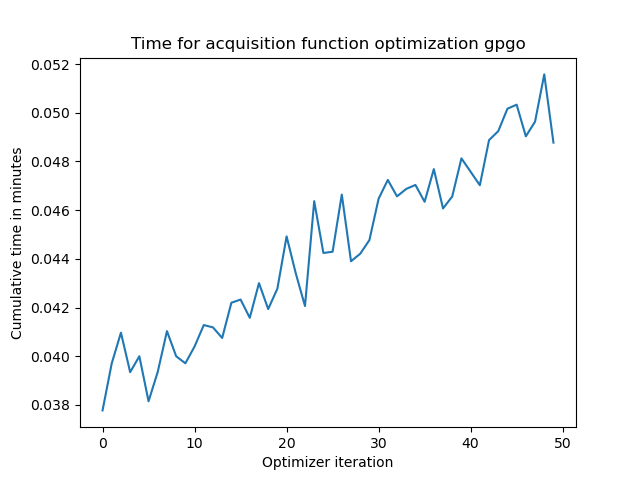 Time for acquisition function optimization gpgo
0.052
0.050
0.048
0.046
0.044
0.042
0.040
0.038
Cumulative time in minutes
0 10 20 30 40 50
Optimizer iteration